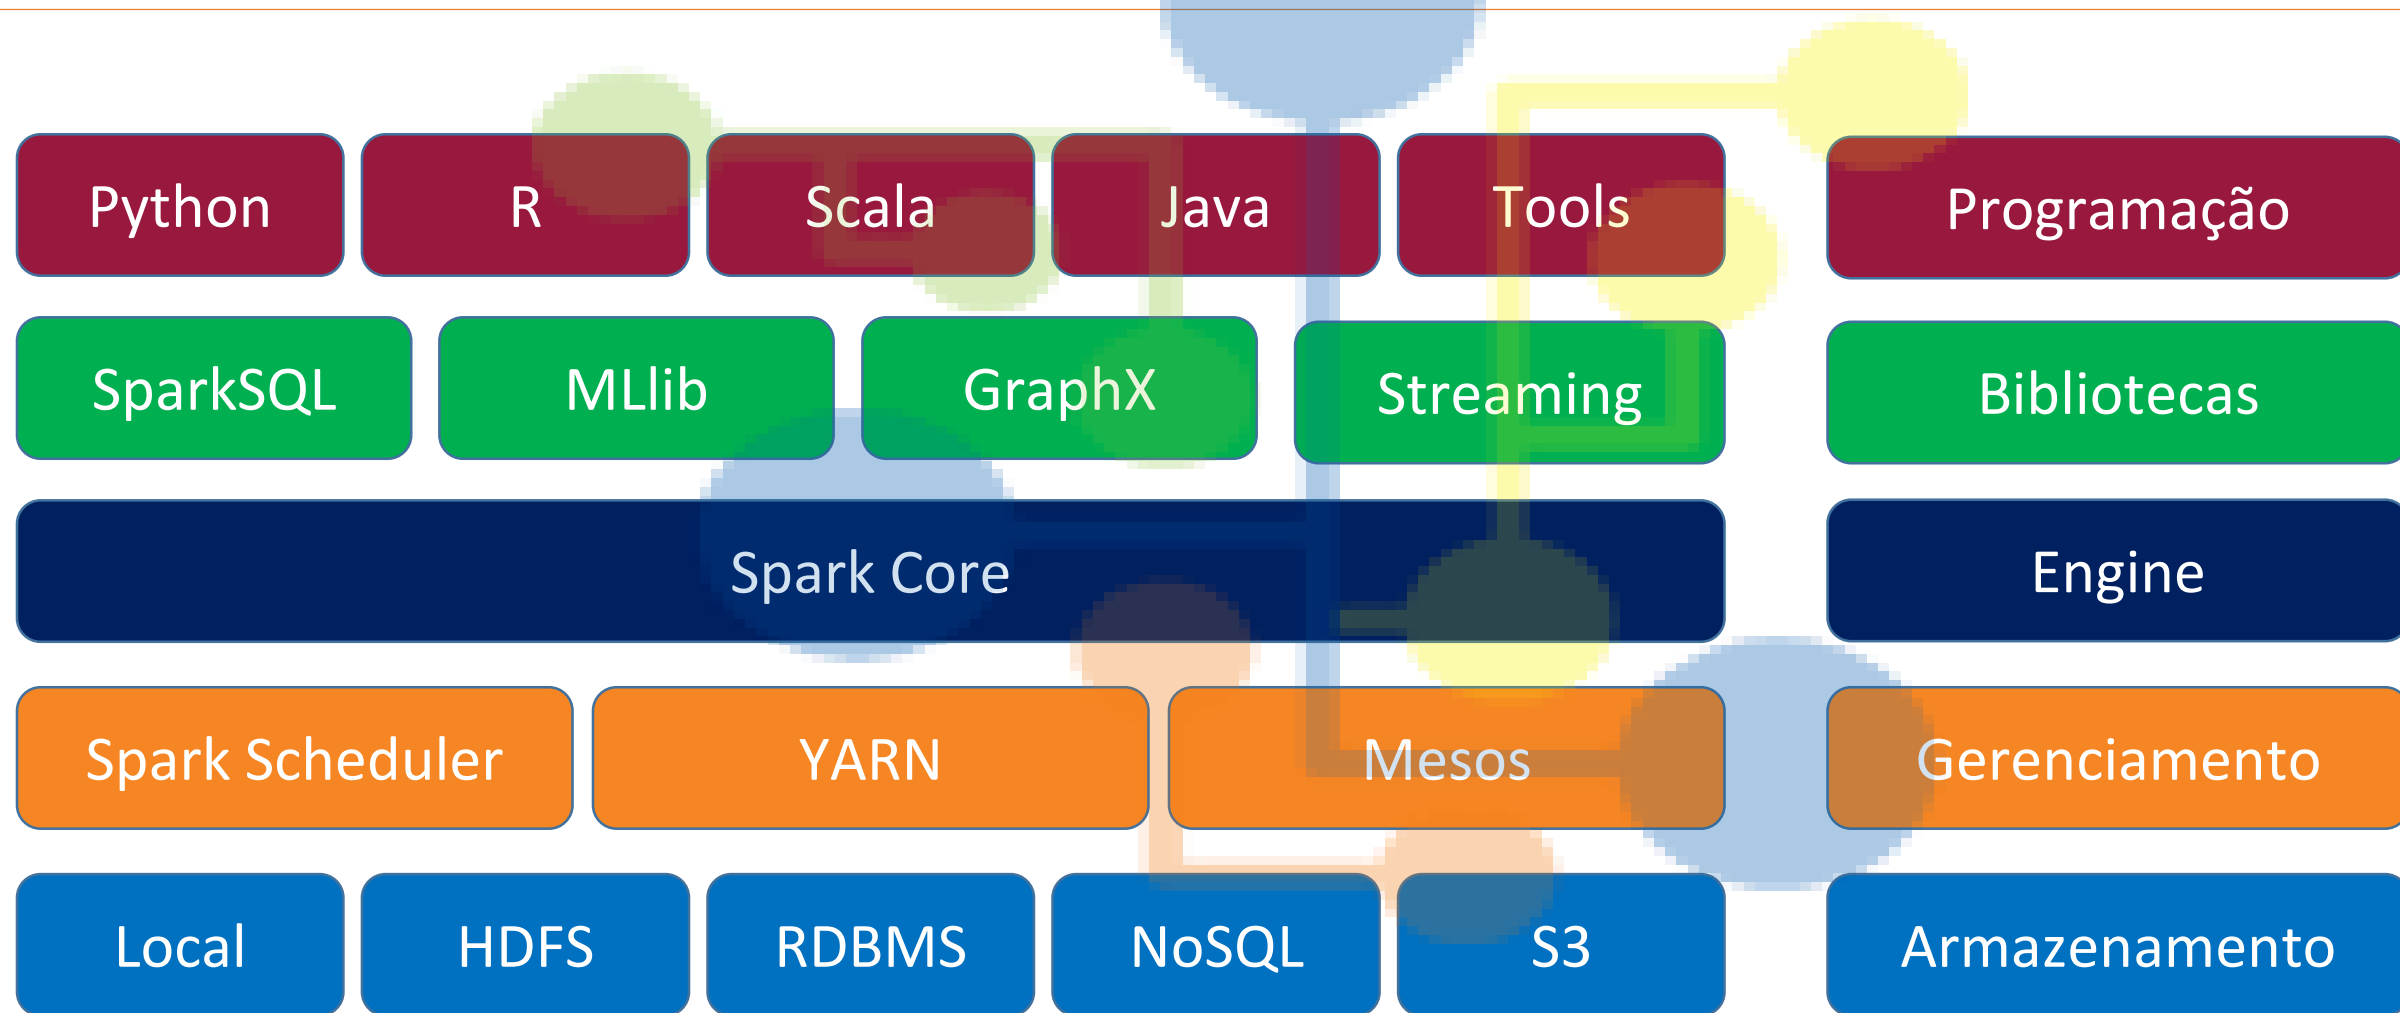 Python R Scala Java Tools Programação
SparkSQL MLlib GraphX Streaming Bibliotecas
Spark Core Engine
Spark Scheduler YARN Mesos Gerenciamento
Local HDFS RDBMS NoSQL S3 Armazenamento